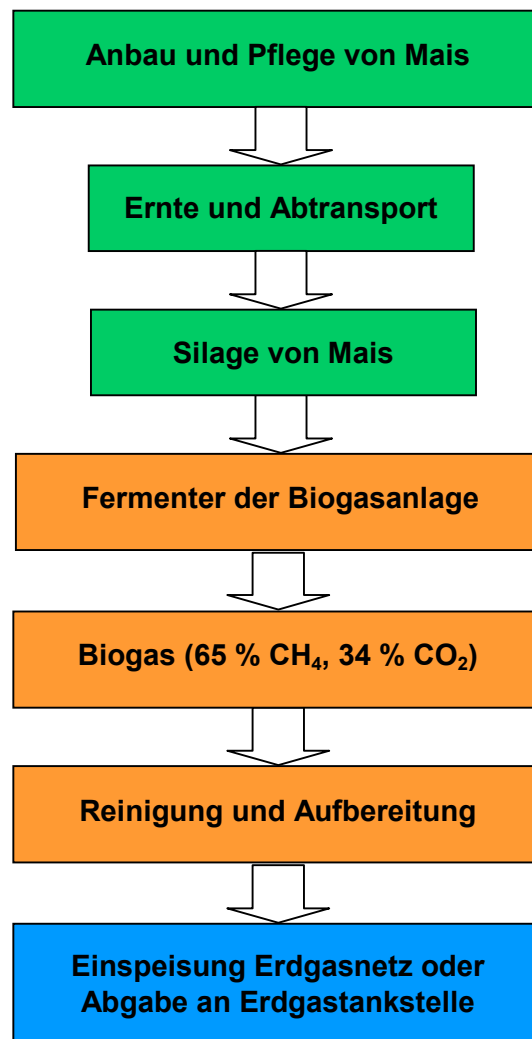 Anbau und Pflege von Mais
Ernte und Abtransport
Silage von Mais
Fermenter der Biogasanlage
Biogas (65 % CH₄, 34 % CO₂)
Reinigung und Aufbereitung
Einspeisung Erdgasnetz oder
Abgabe an Erdgastankstelle